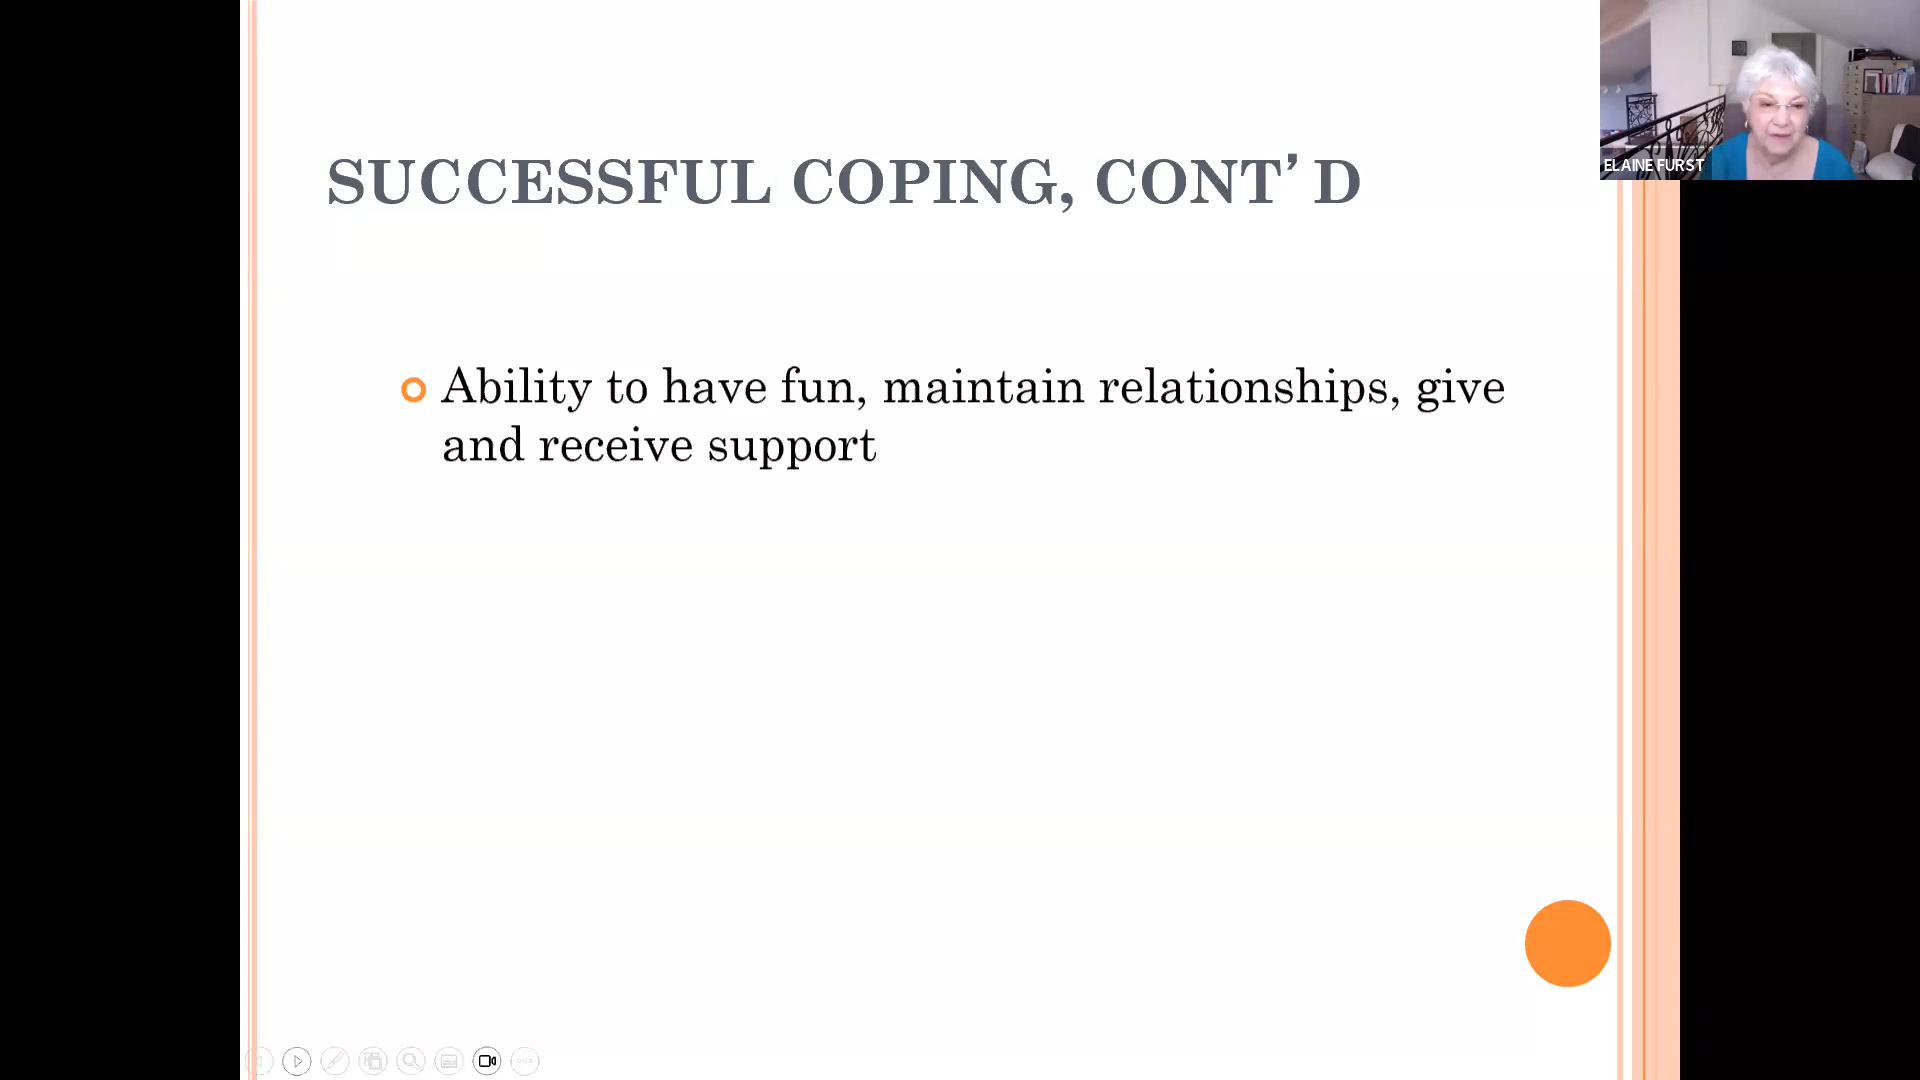 SUCCESSFUL COPING, CONT’D
Ability to have fun, maintain relationships, give
and receive support
ELAINE FURST